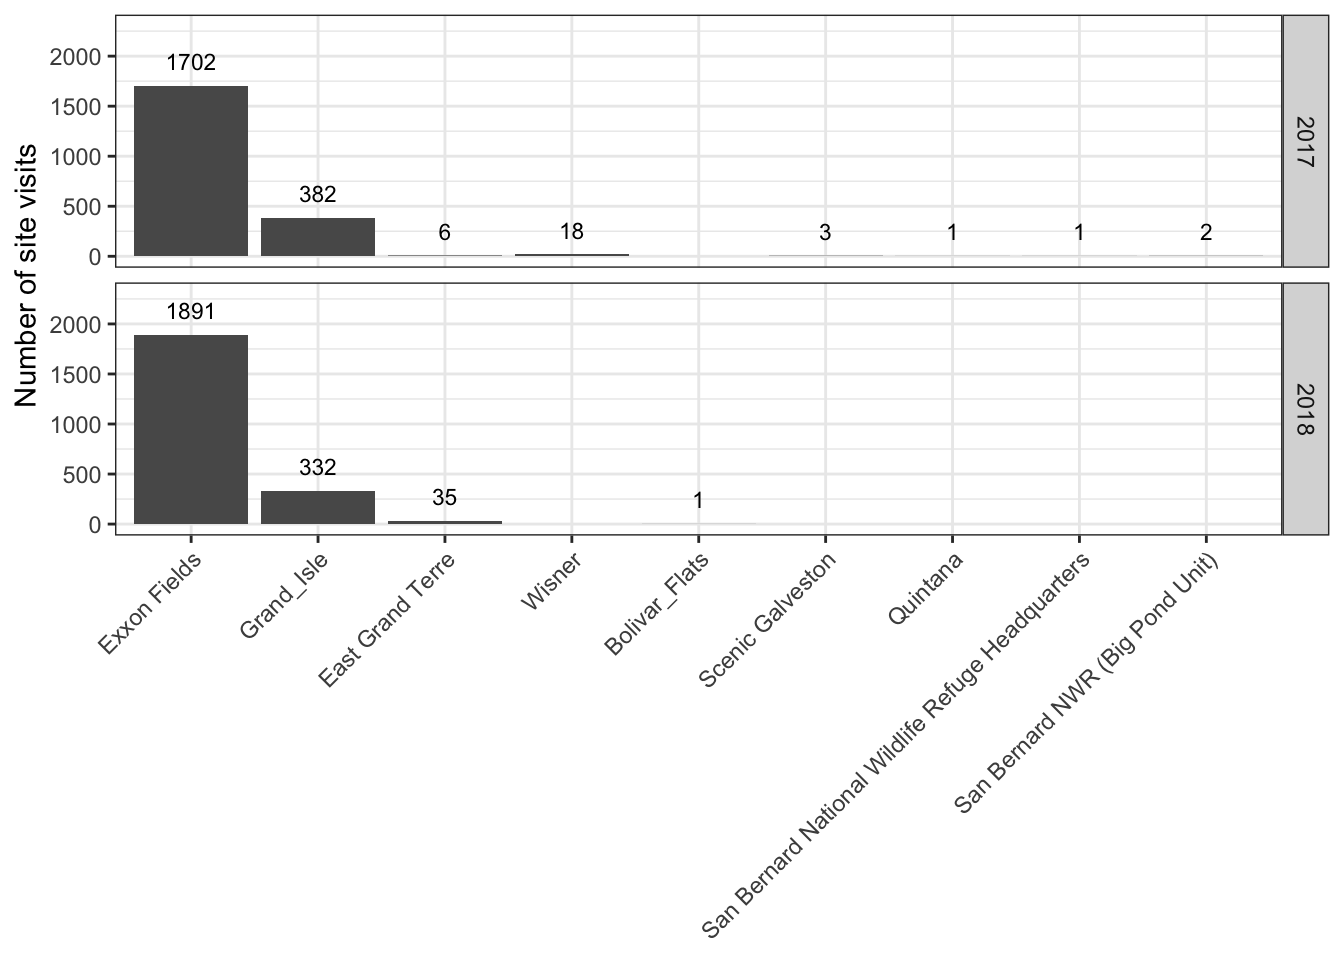 Number of site visits
2000
1500
1000
500
0
1702
382
6
18
3
1
1
2
2017
2000
1500
1000
500
0
1891
332
35
1
2018
Exxon Fields
Grand_Isle
East Grand Terre
Wisner
Bolivar_Flats
Scenic Galveston
Quintana
San Bernard National Wildlife Refuge Headquarters
San Bernard NWR (Big Pond Unit)